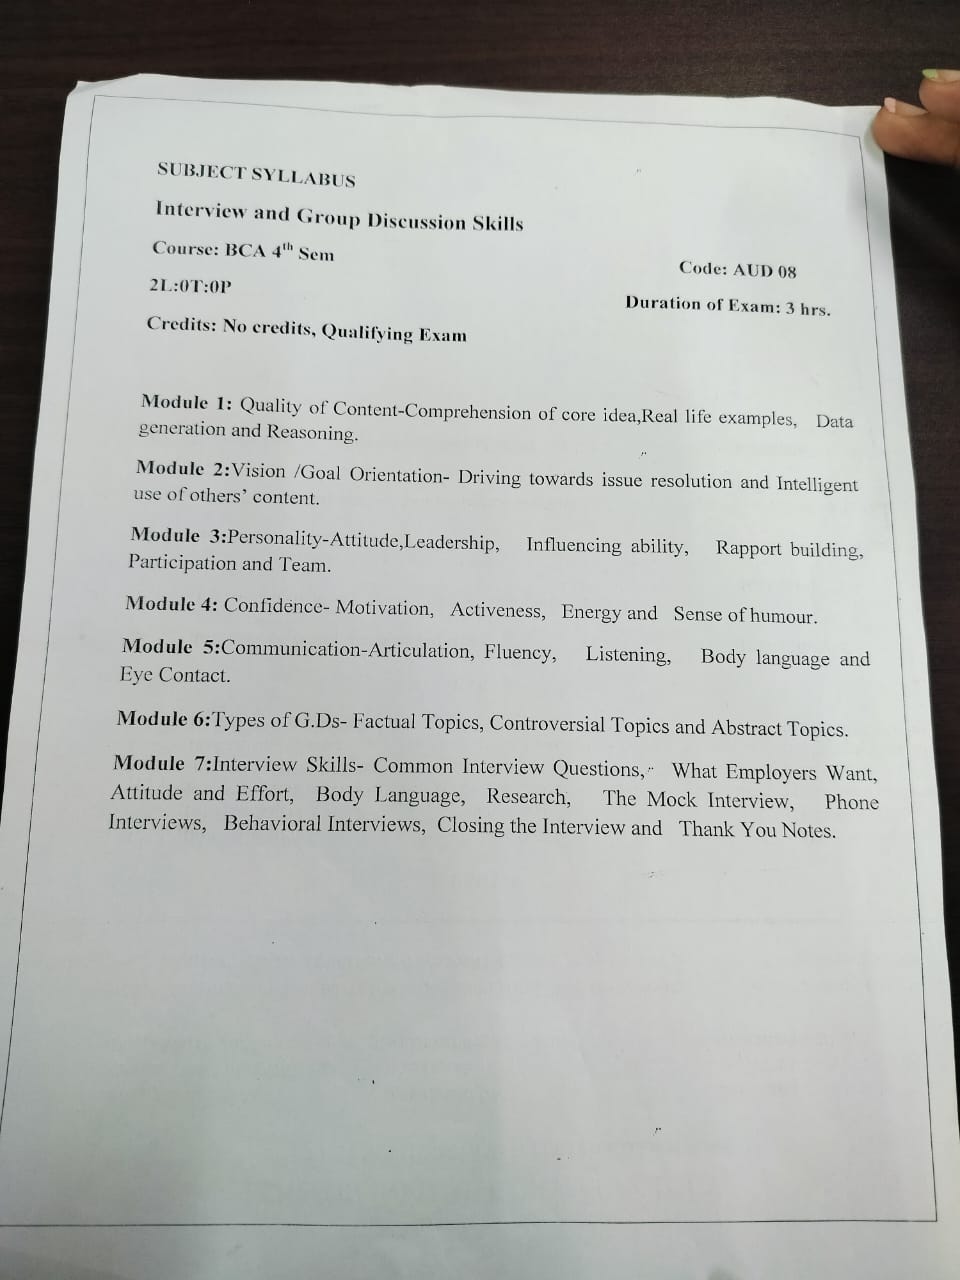 SUBJECT SYLLABUS
Interview and Group Discussion Skills
Course: BCA 4th Sem
Code: AUD 08
2L:0T:0P
Duration of Exam: 3 hrs.
Credits: No credits, Qualifying Exam
Module 1: Quality of Content-Comprehension of core idea,Real life examples, Data
generation and Reasoning.
Module 2:Vision /Goal Orientation- Driving towards issue resolution and Intelligent
use of others' content.
Module 3:Personality-Attitude,Leadership, Influencing ability, Rapport building,
Participation and Team.
Module 4: Confidence- Motivation, Activeness, Energy and Sense of humour.
Module 5:Communication-Articulation, Fluency, Listening, Body language and
Eye Contact.
Module 6:Types of G.Ds- Factual Topics, Controversial Topics and Abstract Topics.
Module 7:Interview Skills- Common Interview Questions, What Employers Want,
Attitude and Effort, Body Language, Research, The Mock Interview, Phone
Interviews, Behavioral Interviews, Closing the Interview and Thank You Notes.